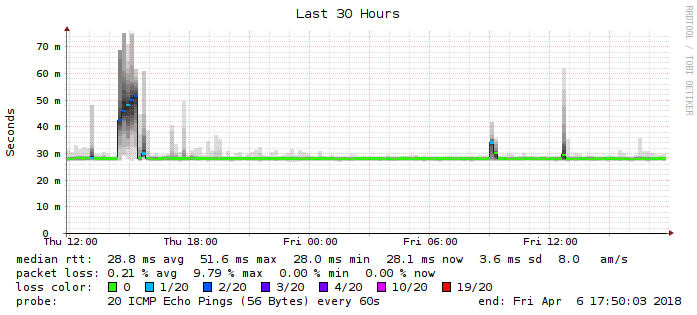 Last 30 Hours
RRDTOOL / TOBI OETIKER
Seconds
70 m
60 m
50 m
40 m
30 m
20 m
10 m
0
Thu 12:00 Thu 18:00 Fri 00:00 Fri 06:00 Fri 12:00
median rtt: 28.8 ms avg 51.6 ms max 28.0 ms min 28.1 ms now 3.6 ms sd 8.0 am/s
packet loss: 0.21 % avg 9.79 % max 0.00 % min 0.00 % now
loss color: 0 1/20 2/20 3/20 4/20 10/20 19/20
probe: 20 ICMP Echo Pings (56 Bytes) every 60s end: Fri Apr 6 17:50:03 2018